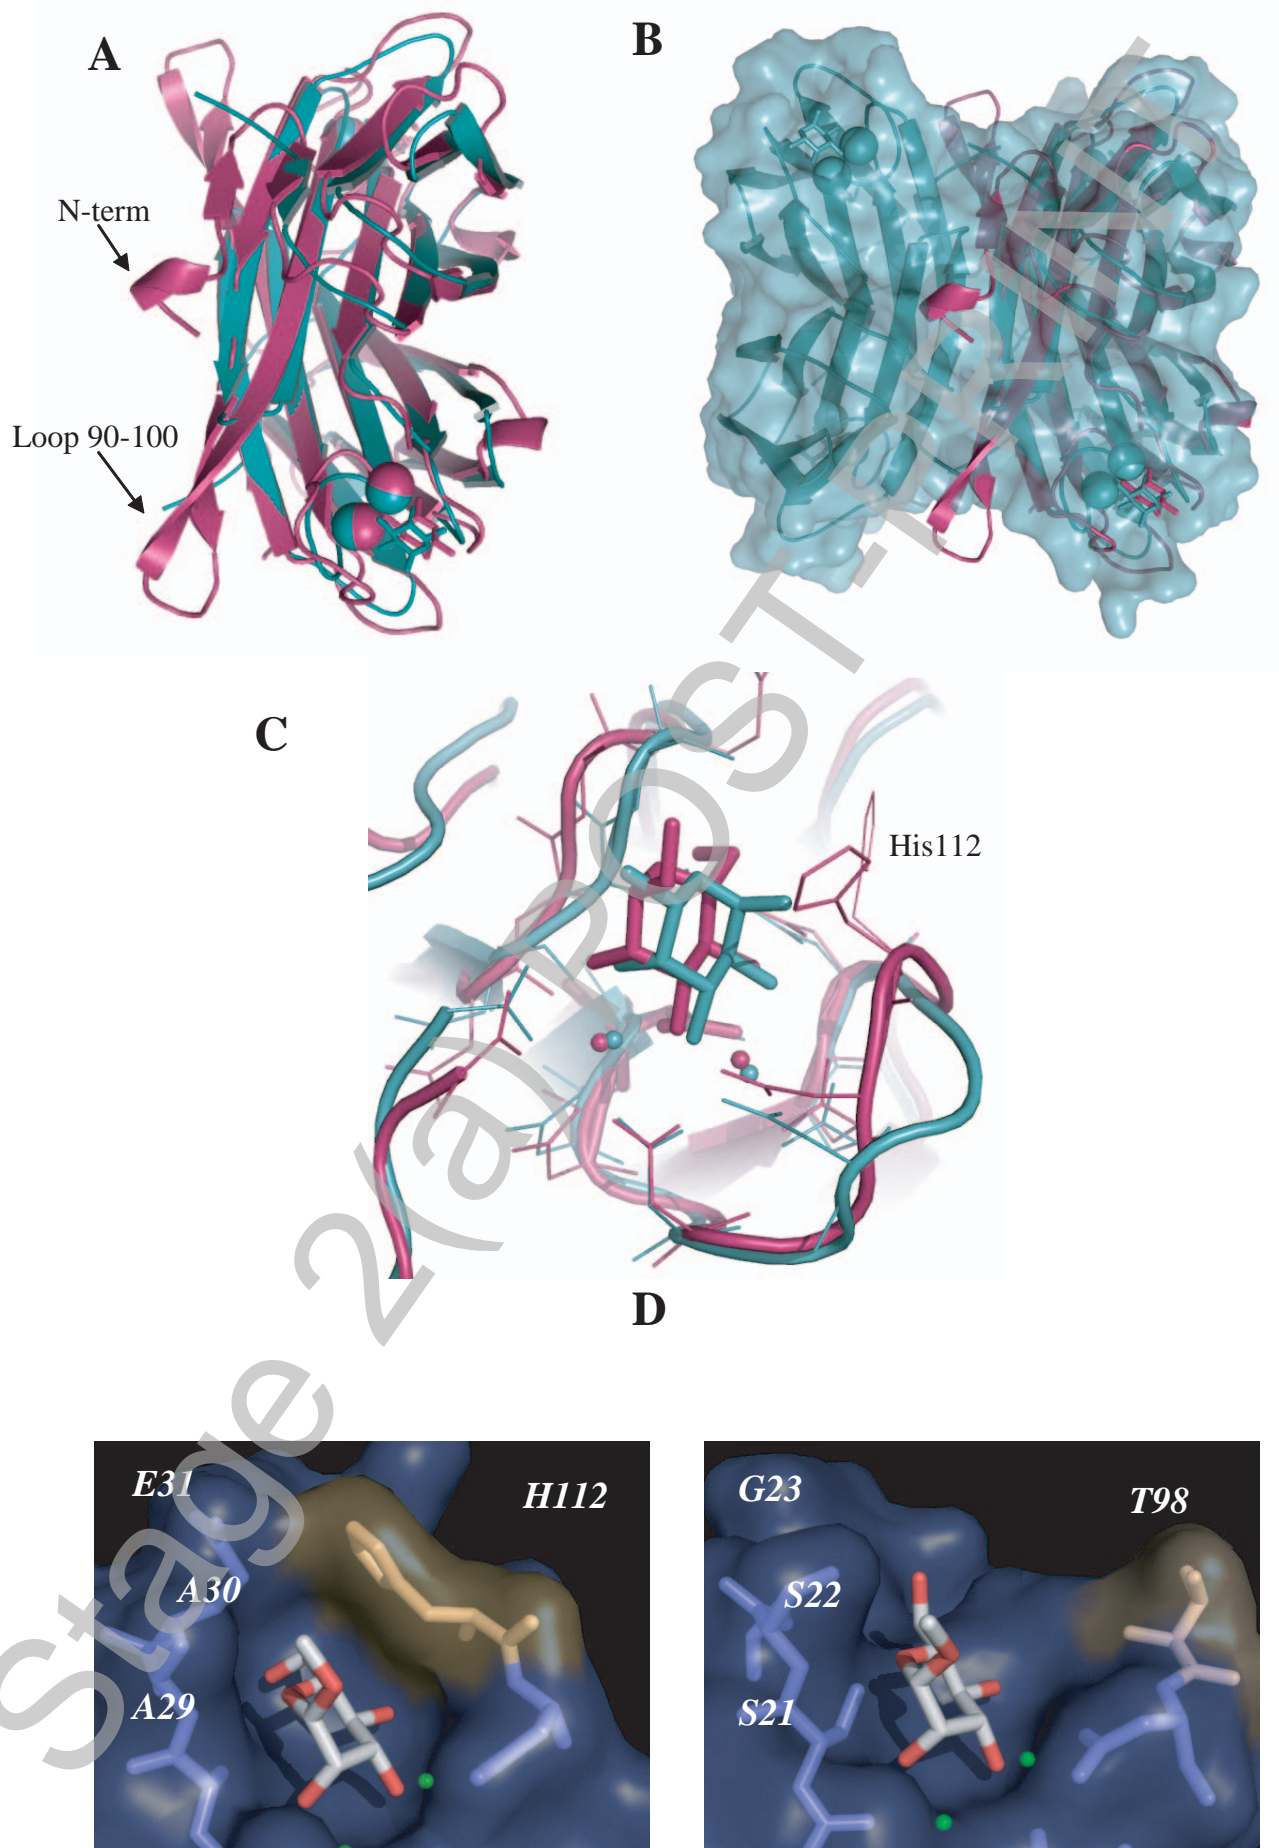 A
B
N-term
Loop 90-100
C
His112
D
E31
H112
A30
A29
G23
T98
S22
S21
Stage 2(a) POST-PRINT